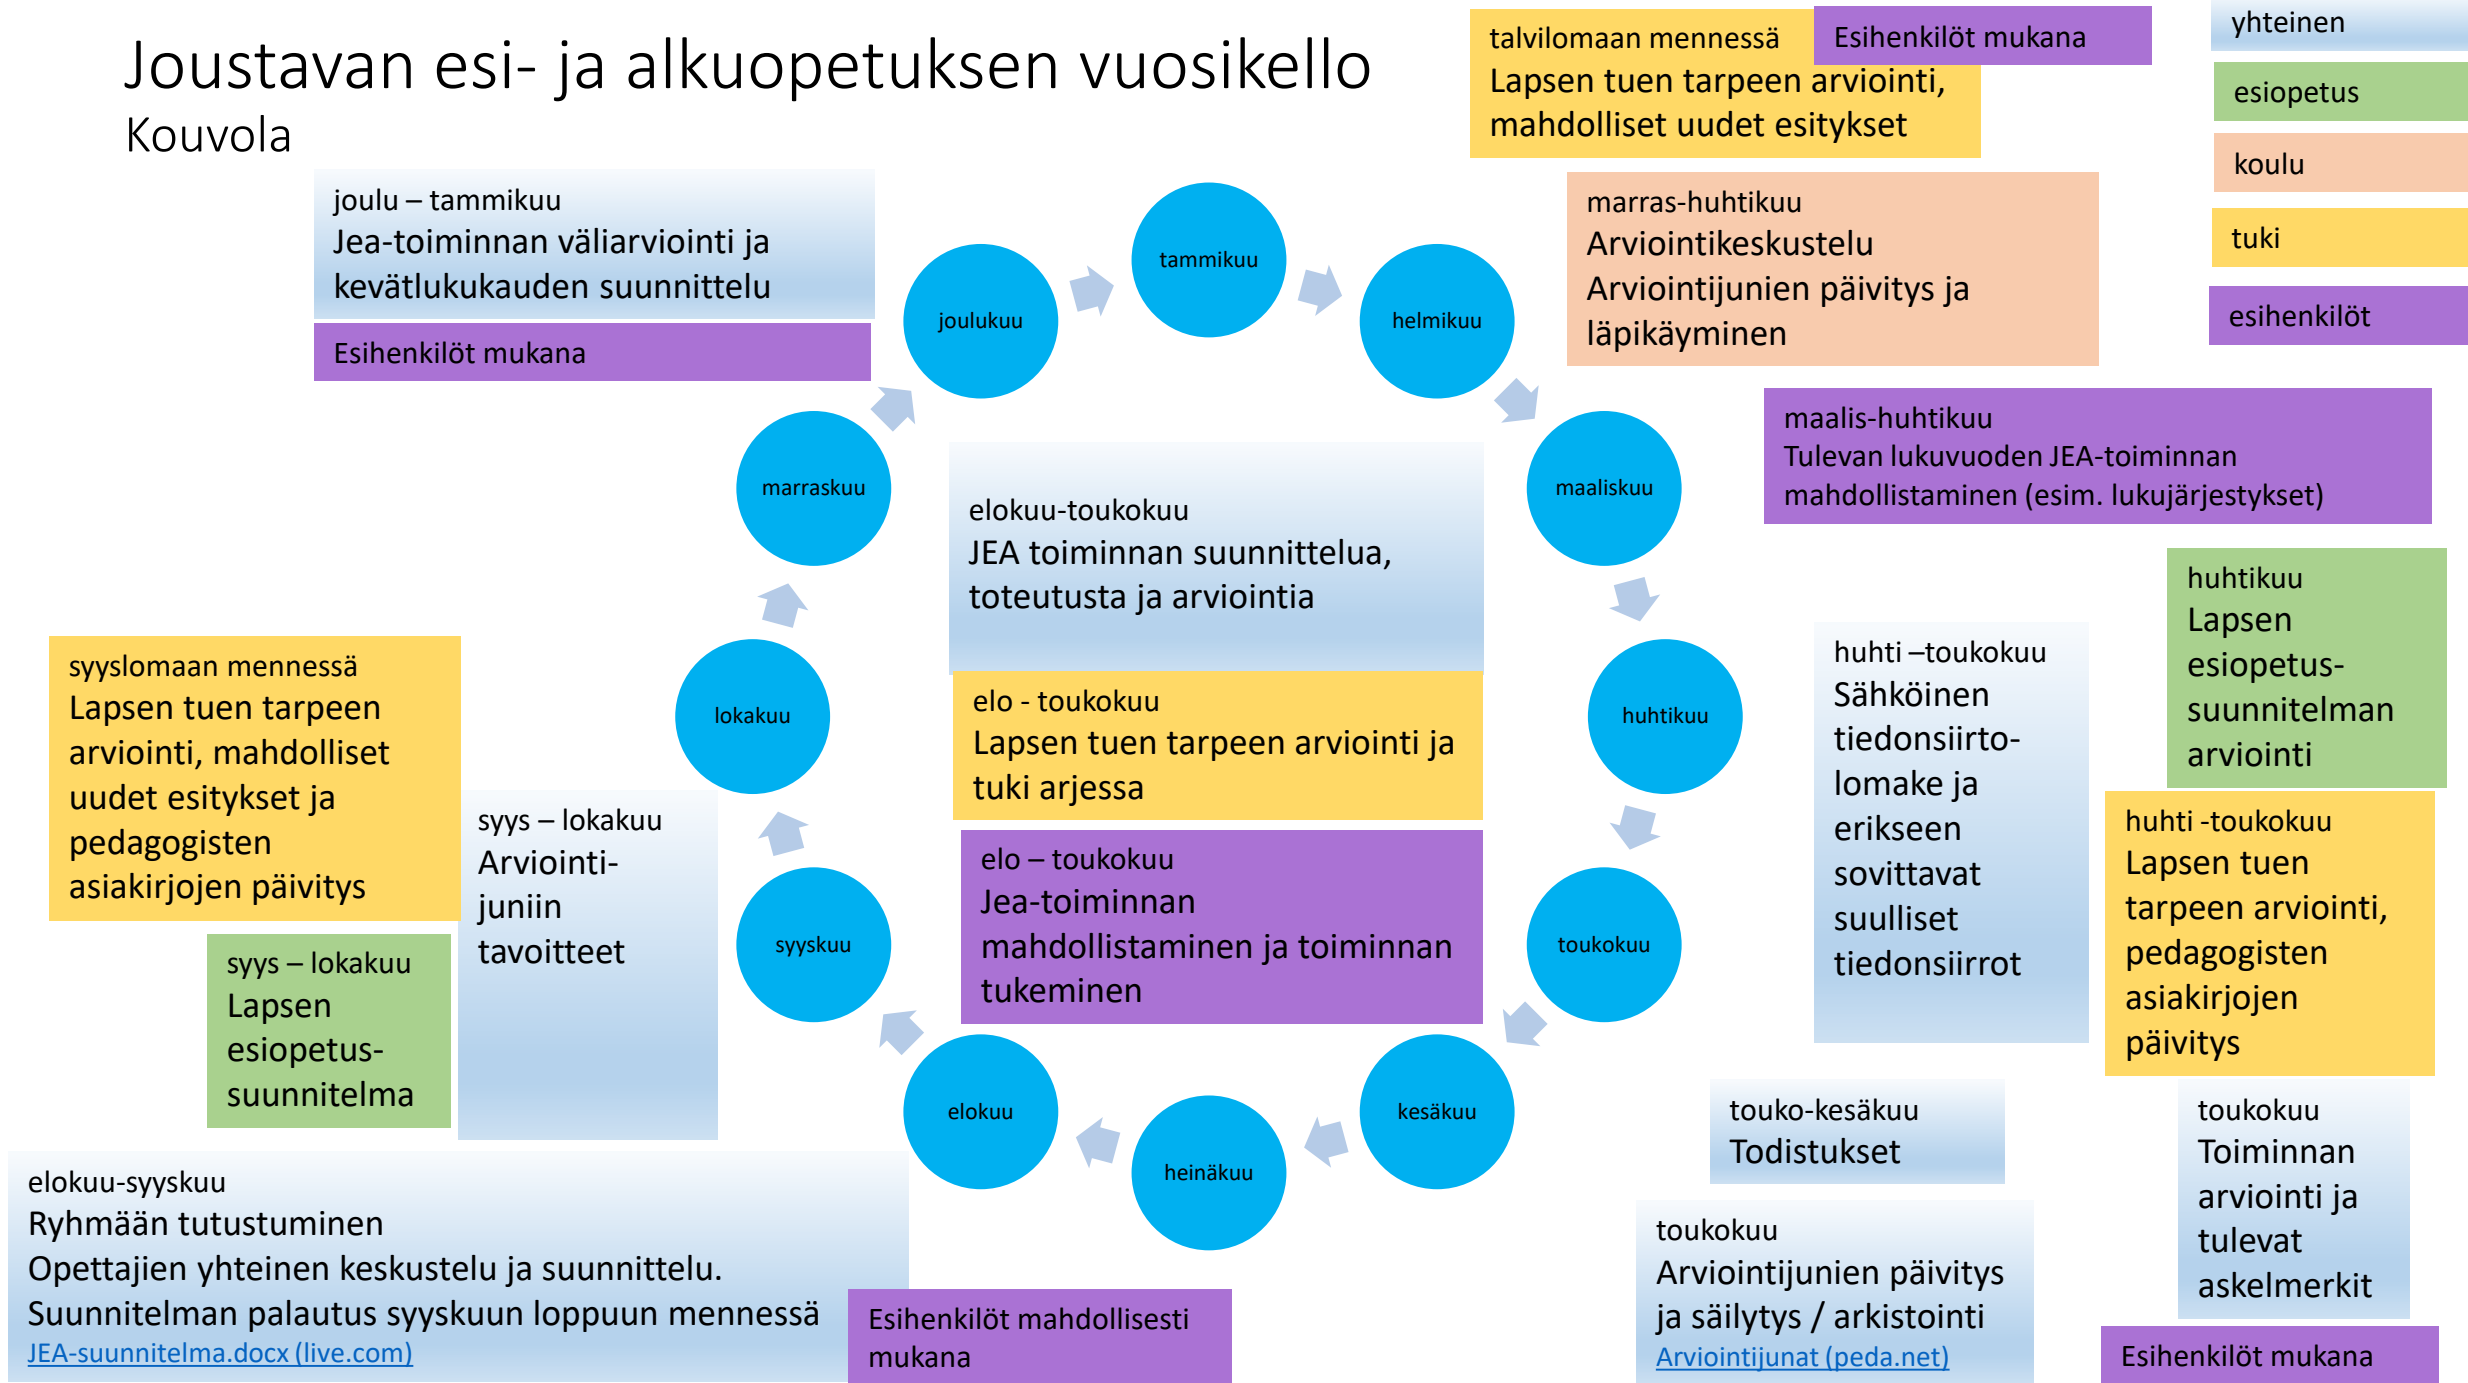 Joustavan esi- ja alkuopetuksen vuosikello
Kouvola
talvilomaan mennessä
Lapsen tuen tarpeen arviointi,
mahdolliset uudet esitykset
Esihenkilöt mukana
yhteinen
esiopetus
koulu
tuki
esihenkilöt
joulu – tammikuu
Jea-toiminnan väliarviointi ja
kevätlukukauden suunnittelu
Esihenkilöt mukana
marras-huhtikuu
Arviointikeskustelu
Arviointijunien päivitys ja
läpikäyminen
maalis-huhtikuu
Tulevan lukuvuoden JEA-toiminnan
mahdollistaminen (esim. lukujärjestykset)
tammikuu
helmikuu
maaliskuu
huhtikuu
toukokuu
kesäkuu
heinäkuu
elokuu
syyskuu
lokakuu
marraskuu
joulukuu
elokuu-toukokuu
JEA toiminnan suunnittelua,
toteutusta ja arviointia
elo - toukokuu
Lapsen tuen tarpeen arviointi ja
tuki arjessa
elo – toukokuu
Jea-toiminnan
mahdollistaminen ja toiminnan
tukeminen
huhtikuu
Lapsen
esiopetus-
suunnitelman
arviointi
huhti –toukokuu
Sähköinen
tiedonsiirto-
lomake ja
erikseen
sovittavat
suulliset
tiedonsiirrot
huhti -toukokuu
Lapsen tuen
tarpeen arviointi,
pedagogisten
asiakirjojen
päivitys
syyslomaan mennessä
Lapsen tuen tarpeen
arviointi, mahdolliset
uudet esitykset ja
pedagogisten
asiakirjojen päivitys
syys – lokakuu
Arviointi-
juniin
tavoitteet
syys – lokakuu
Lapsen
esiopetus-
suunnitelma
touko-kesäkuu
Todistukset
toukokuu
Toiminnan
arviointi ja
tulevat
askelmerkit
Esihenkilöt mukana
toukokuu
Arviointijunien päivitys
ja säilytys / arkistointi
Arviointijunat (peda.net)
elokuu-syyskuu
Ryhmään tutustuminen
Opettajien yhteinen keskustelu ja suunnittelu.
Suunnitelman palautus syyskuun loppuun mennessä
JEA-suunnitelma.docx (live.com)
Esihenkilöt mahdollisesti
mukana